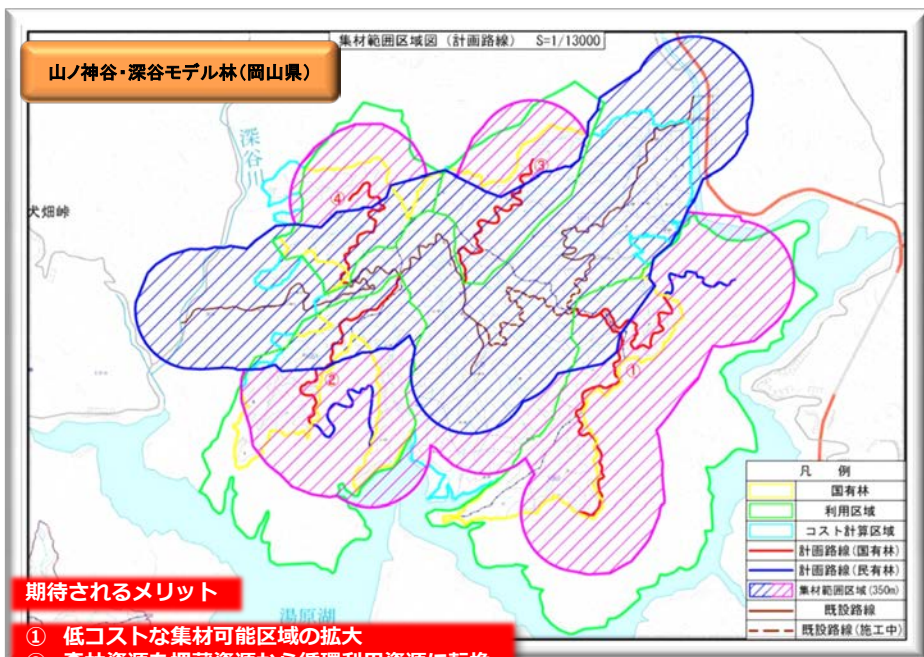 集材範囲区域図（計画路線） S=1/13000
山ノ神谷・深谷モデル林（岡山県）
深谷川
犬畑峠
④
③
②
①
凡 例
国有林
利用区域
コスト計算区域
計画路線(国有林)
計画路線(民有林)
集材範囲区域(350m)
既設路線
既設路線(施工中)
湯原湖
期待されるメリット
① 低コストな集材可能区域の拡大